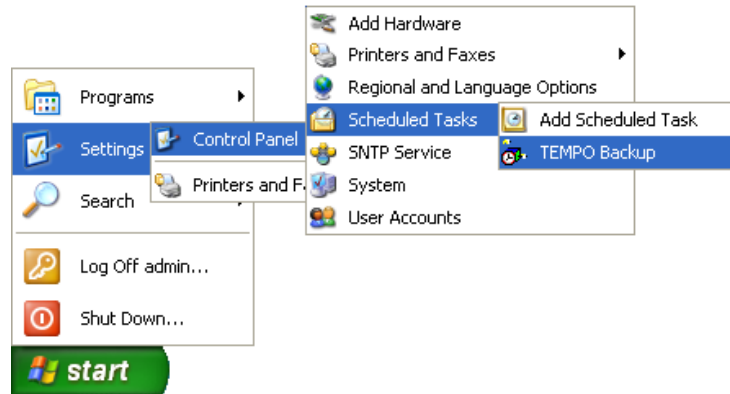 Programs
Settings
Search
Log Off admin...
Shut Down...
start
Control Panel
Printers and F
Add Hardware
Printers and Faxes
Regional and Language Options
Scheduled Tasks
SNTP Service
System
User Accounts
Add Scheduled Task
TEMPO Backup